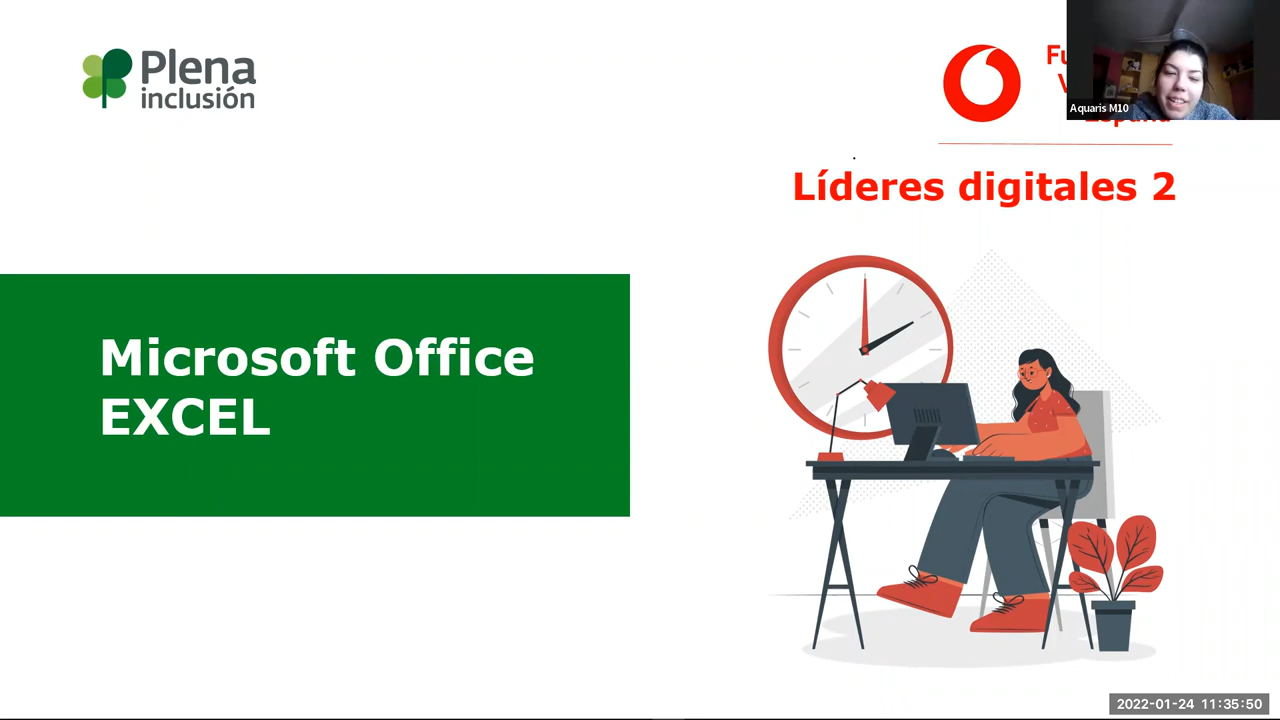 Plena
inclusión
Aquaris M10
Líderes digitales 2
Microsoft Office
EXCEL
2022-01-24 11:35:50